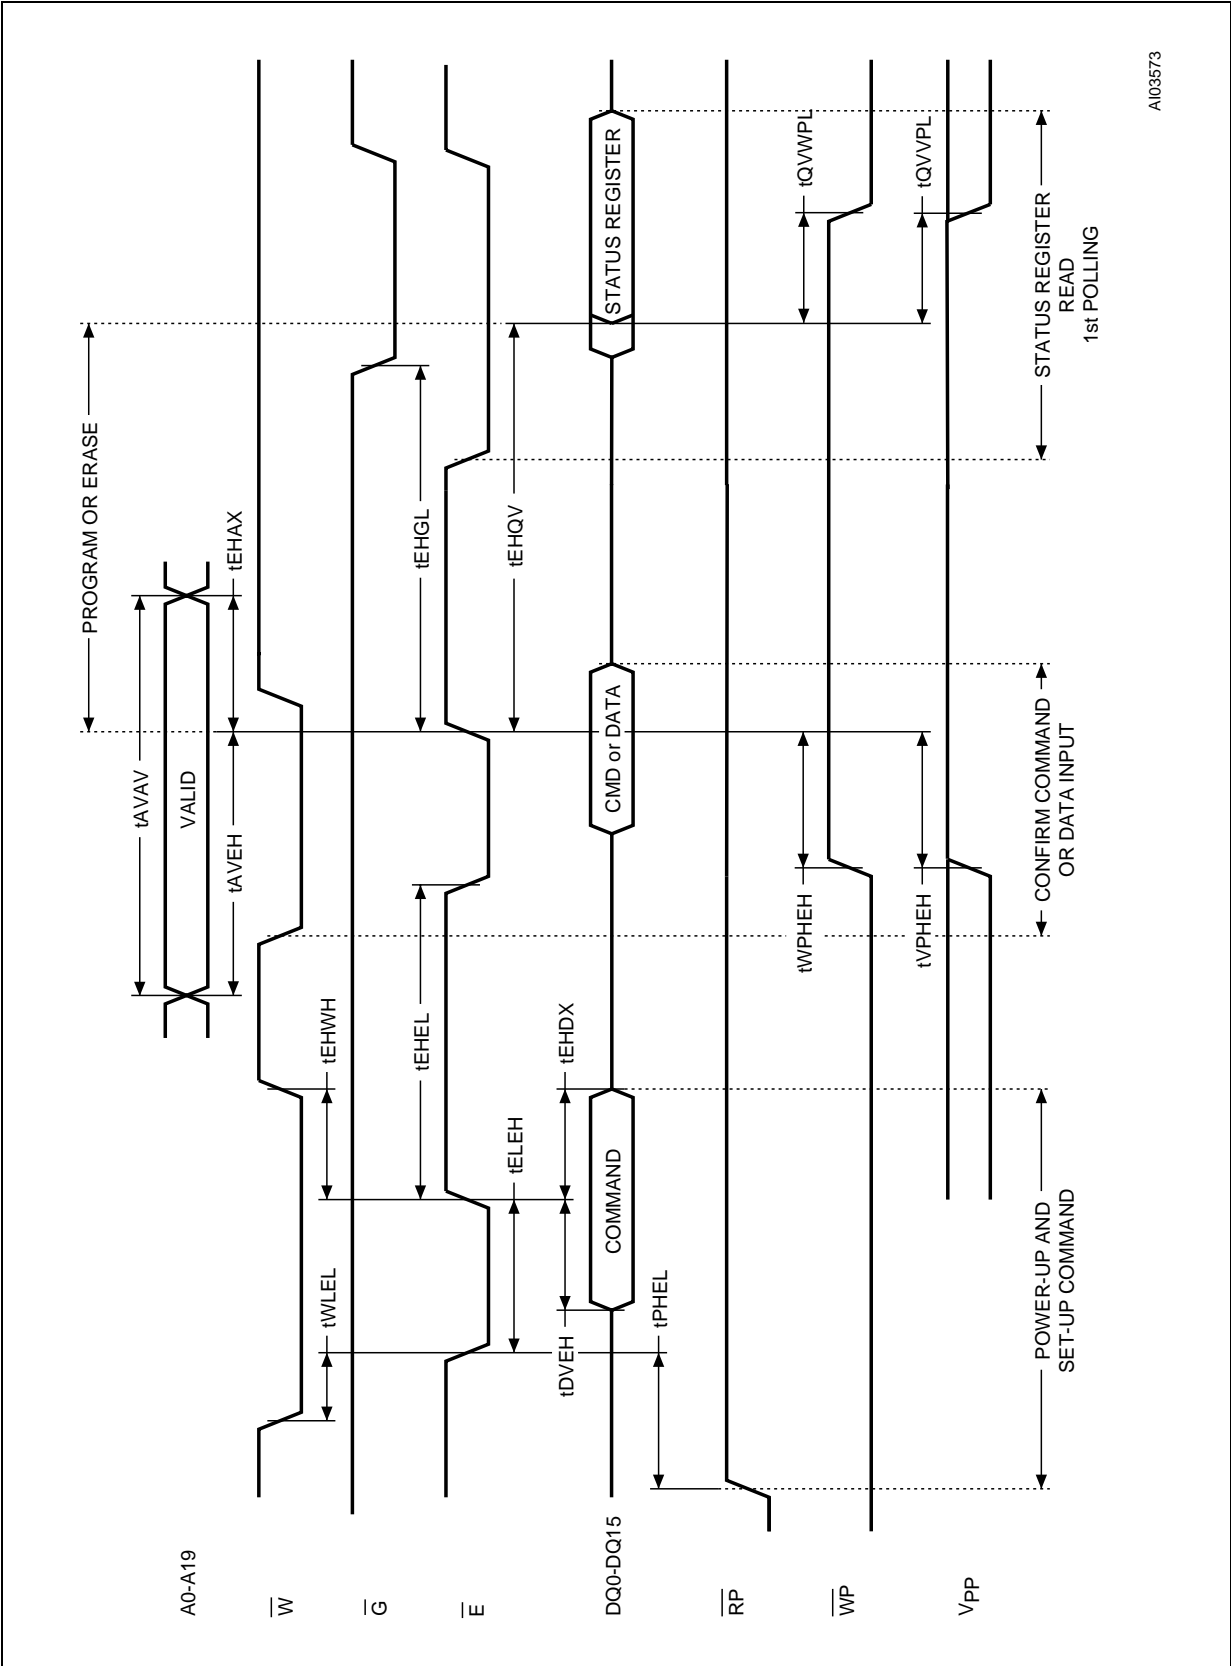 PROGRAM OR ERASE
tAVAV
A0-A19
VALID
tAVEH
tEHAX
W
tWLEL
tEHWH
G
tEHEL
tEHGL
E
tELEH
tEHQV
tDVEH
tEHDX
DQ0-DQ15
COMMAND
CMD or DATA
STATUS REGISTER
tPHEL
RP
tWPHEH
tQVWPL
WP
tVPHEH
tQVVPL
VPP
POWER-UP AND
SET-UP COMMAND
CONFIRM COMMAND
OR DATA INPUT
STATUS REGISTER
READ
1st POLLING
AI03573